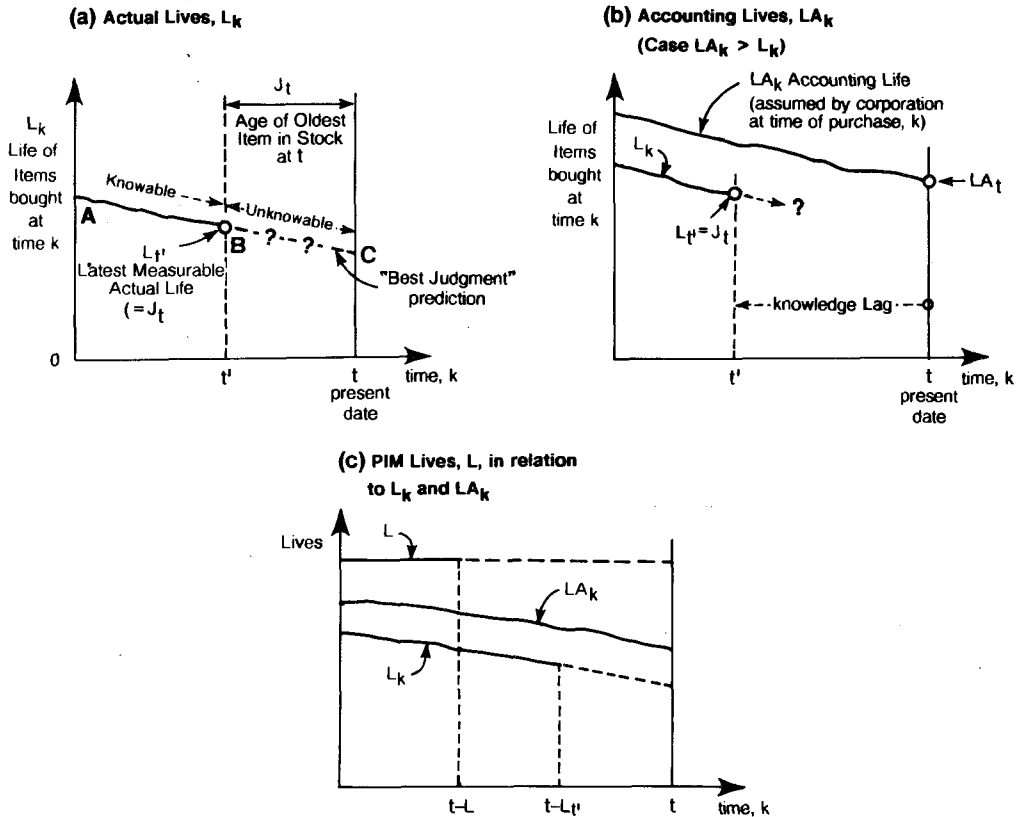 (a) Actual Lives, Lk
Lk
Life of
Items
bought
at
time k
0
Jt
Age of Oldest
Item in Stock
at t
Knowable
Unknowable
A
B
? ?
C
Lt'
Latest Measurable
Actual Life
(=Jt
"Best Judgment"
prediction
t'
t
present
date
time, k
(b) Accounting Lives, LAk
(Case LAk > Lk)
Life of
Items
bought
at
time k
LAk Accounting Life
(assumed by corporation
at time of purchase, k)
Lk
LAt
?
Lt'=Jt
knowledge Lag
t'
t
present
date
time, k
(c) PIM Lives, L, in relation
to Lk and LAk
Lives
L
LAk
Lk
t–L
t–Lt'
t
time, k